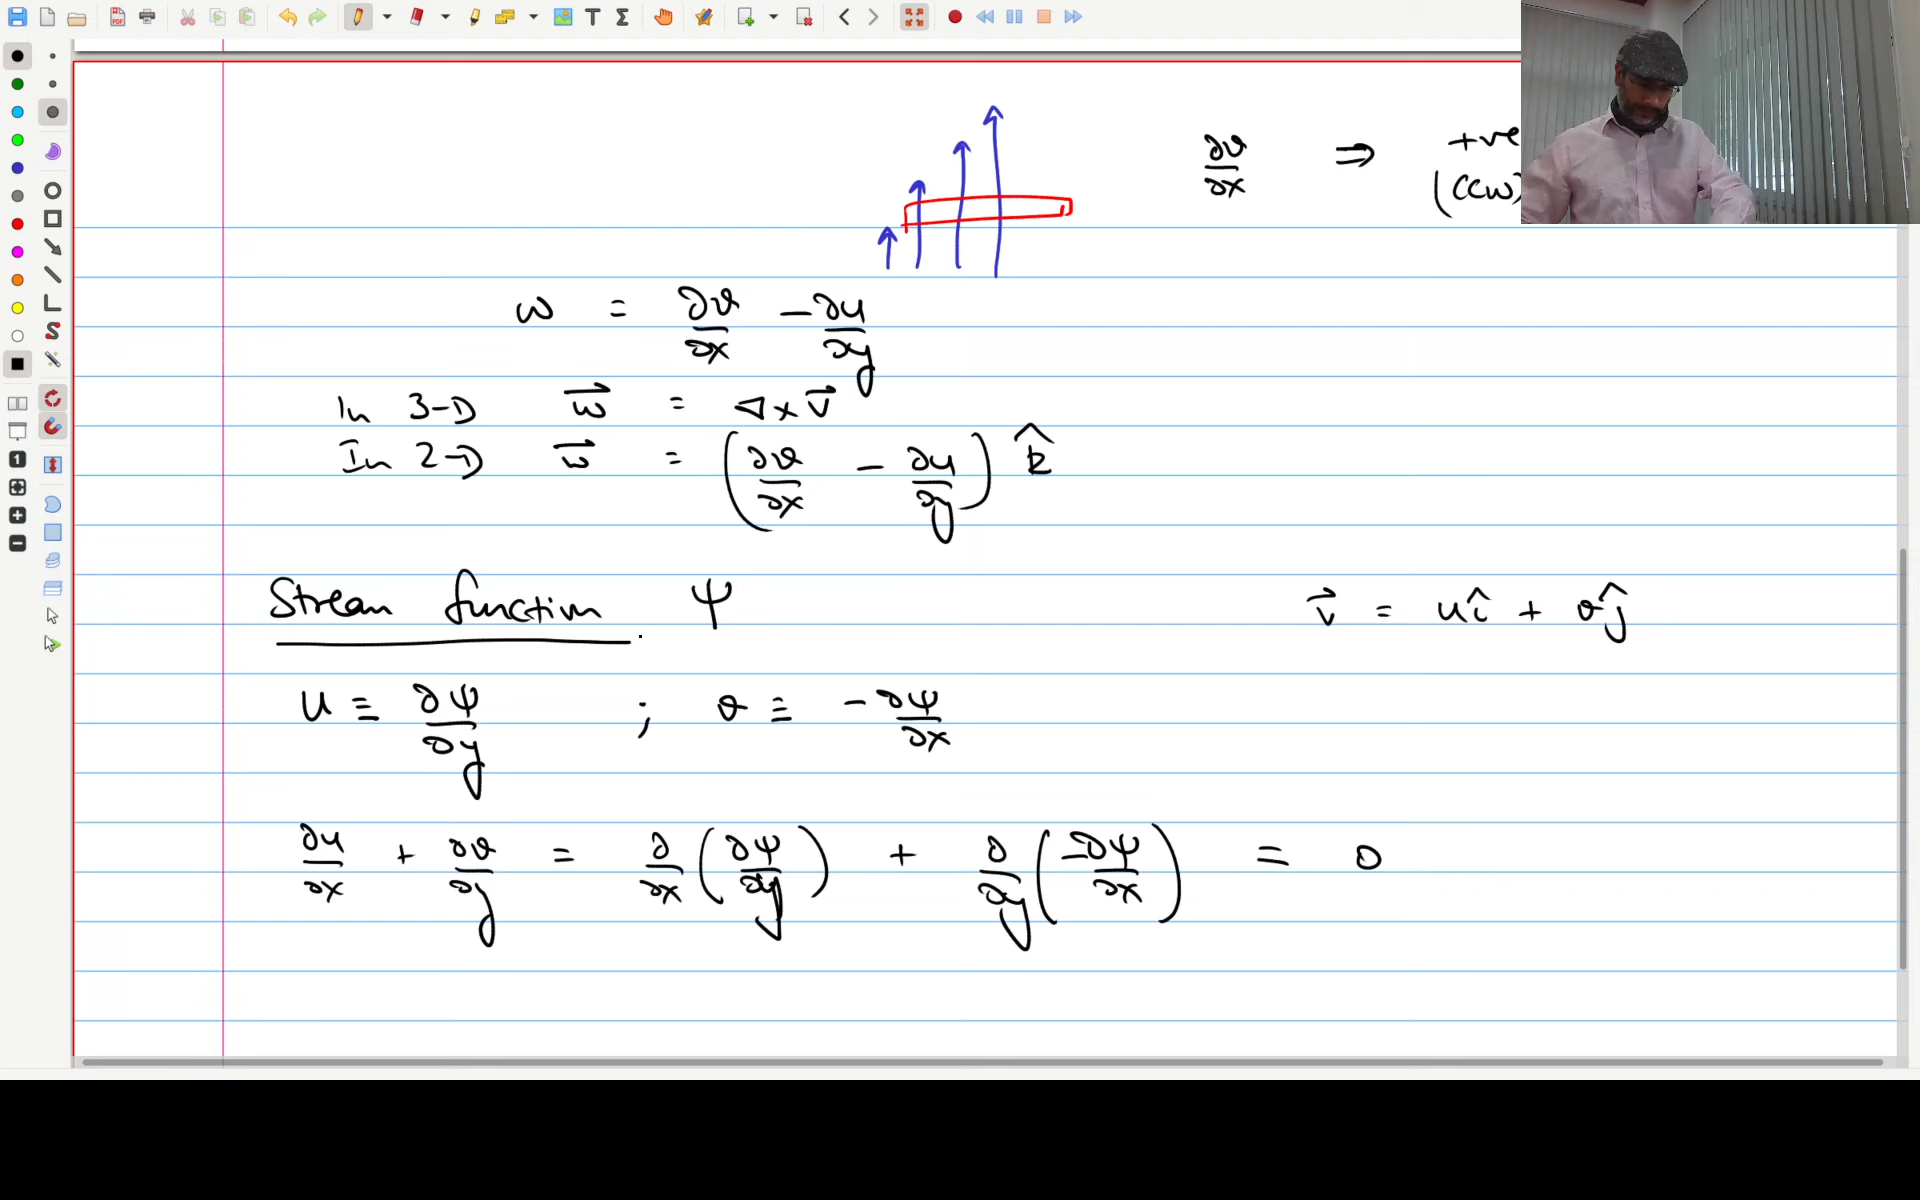 ∂v/∂x ⇒ +ve
(CCW)
ω = ∂v/∂x − ∂u/∂y
In 3-D ω⃗ = ∇ × v⃗
In 2-D ω⃗ = (∂v/∂x − ∂u/∂y) k̂
Stream function ψ
v⃗ = uî + vĵ
u ≡ ∂ψ/∂y ; v ≡ −∂ψ/∂x
∂u/∂x + ∂v/∂y = ∂/∂x (∂ψ/∂y) + ∂/∂y (−∂ψ/∂x) = 0